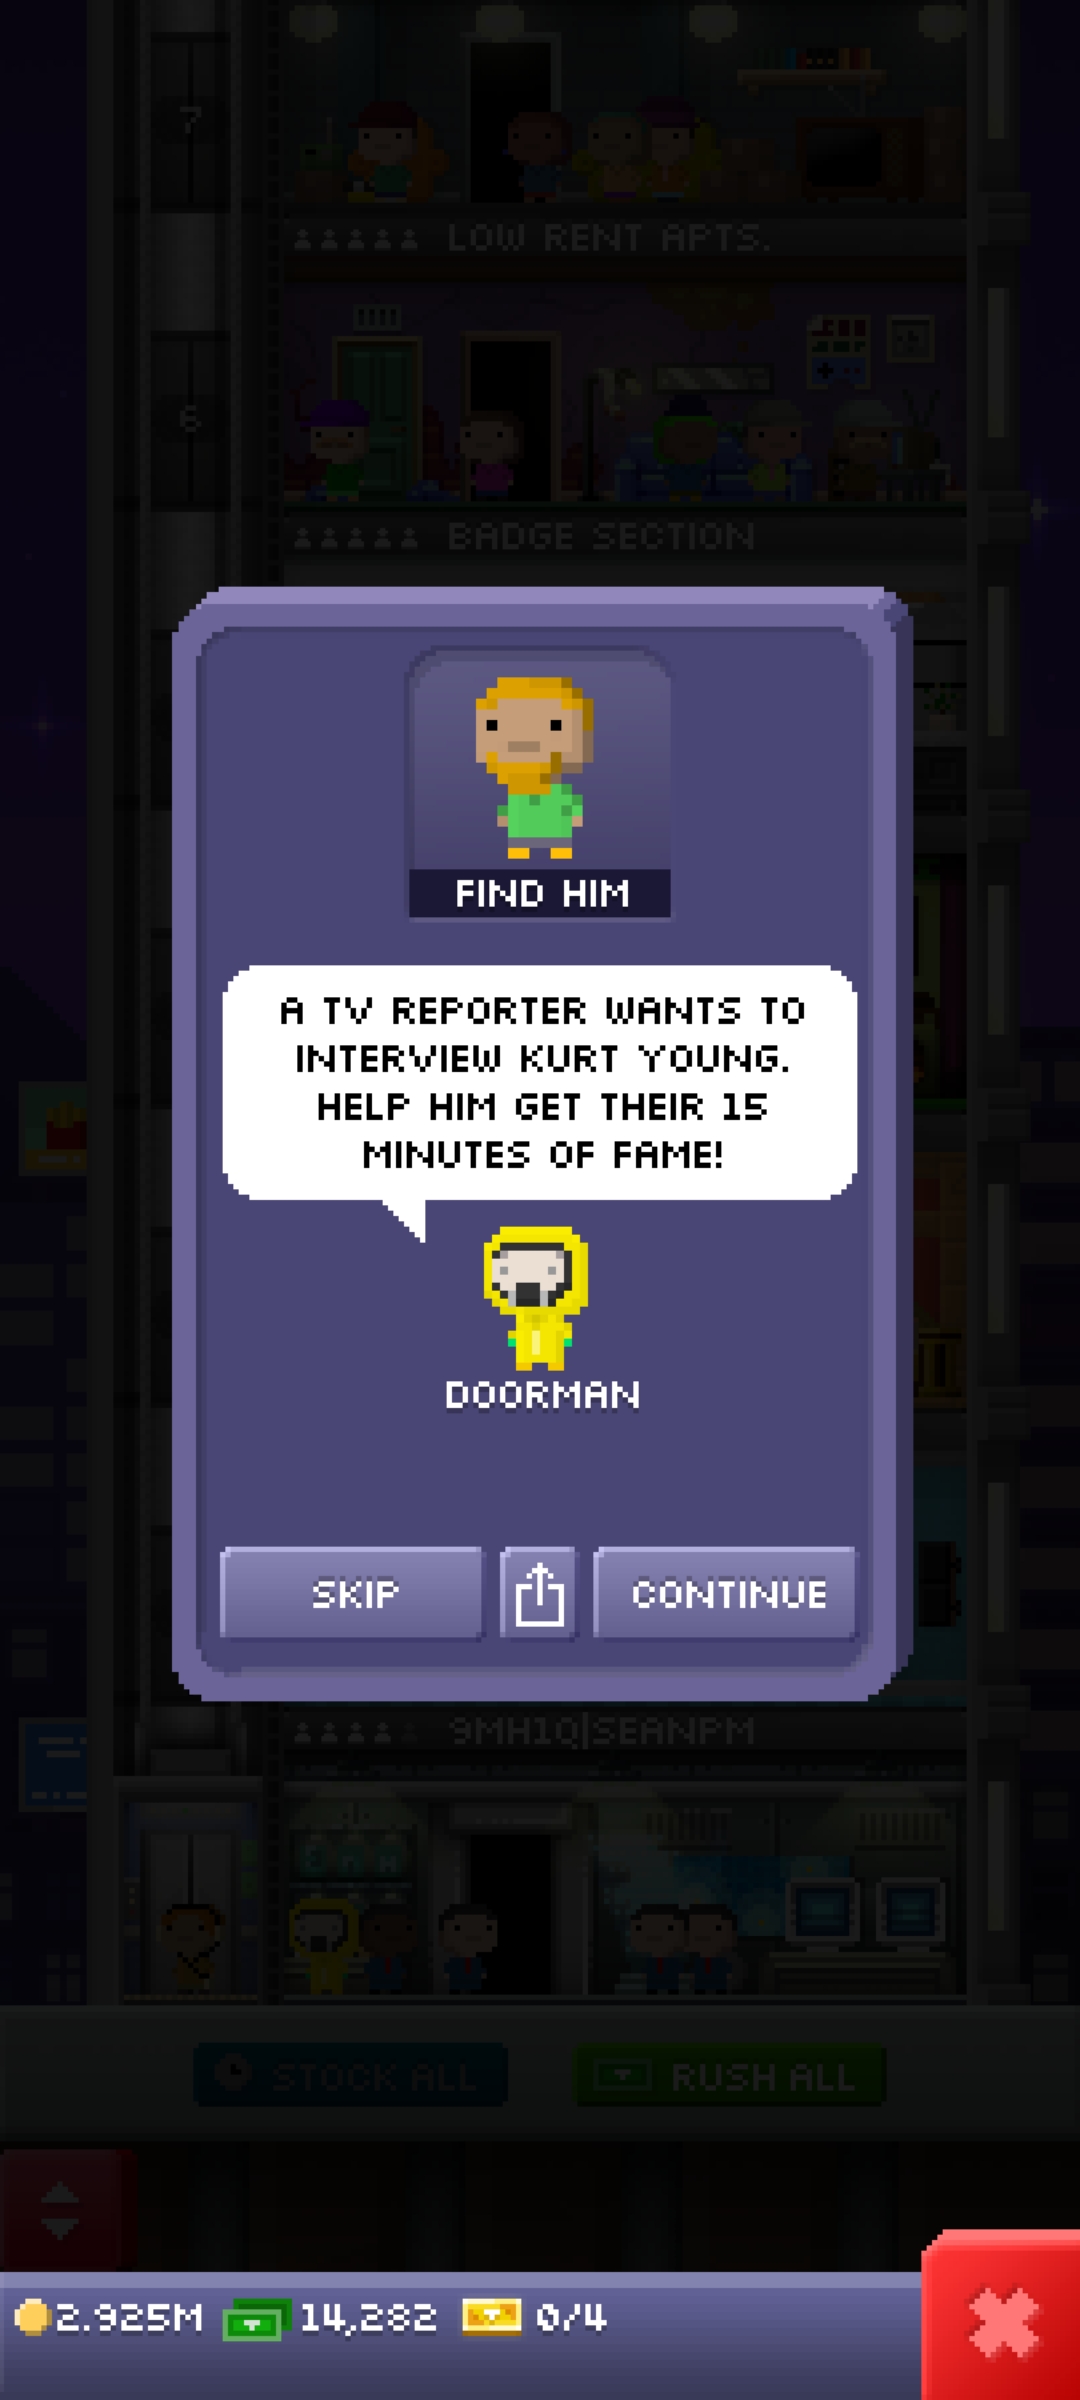 7
LOW RENT APTS.
6
BADGE SECTION
FIND HIM
A TV REPORTER WANTS TO
INTERVIEW KURT YOUNG.
HELP HIM GET THEIR 15
MINUTES OF FAME!
DOORMAN
SKIP
CONTINUE
9MH1Q|SEANPM
STOCK ALL
RUSH ALL
2.925M
14,282
0/4